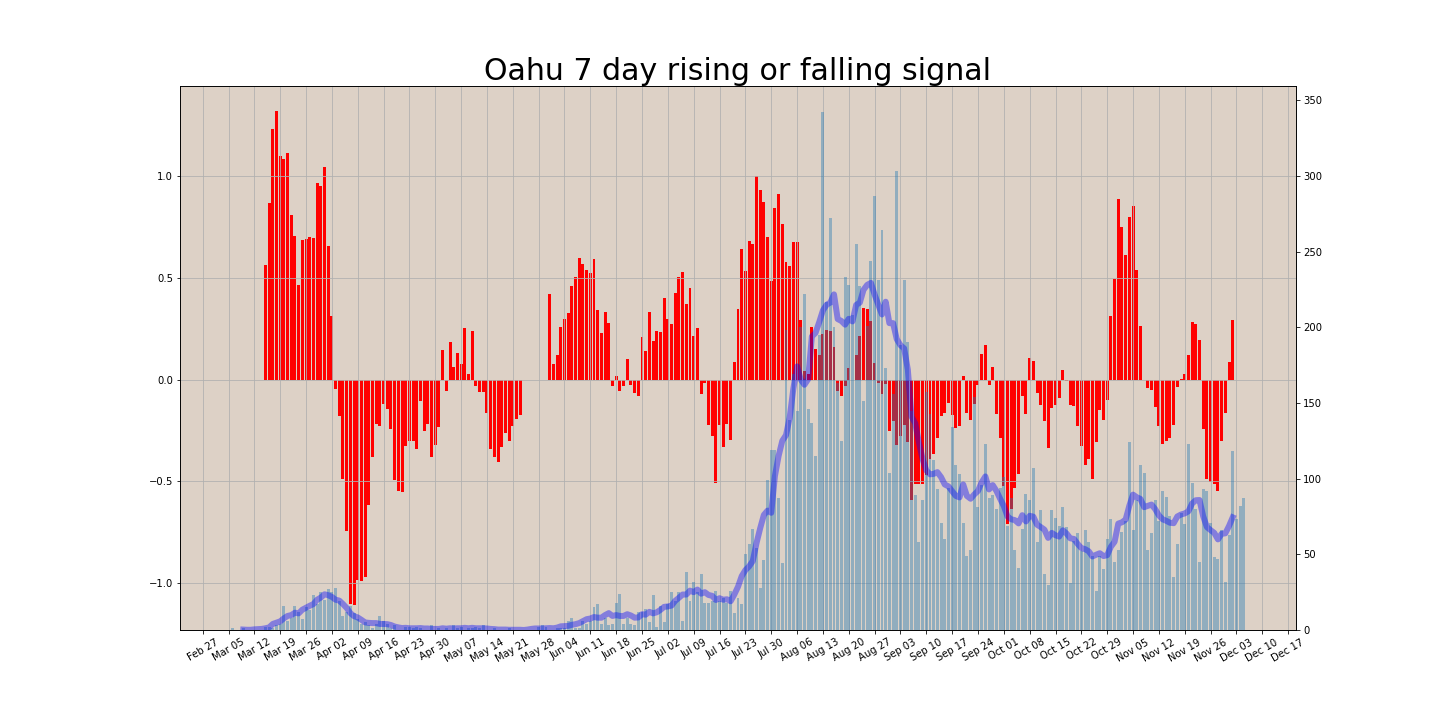 Oahu 7 day rising or falling signal
1.0
0.5
0.0
−0.5
−1.0
350
300
250
200
150
100
50
0
Feb 27
Mar 05
Mar 12
Mar 19
Mar 26
Apr 02
Apr 09
Apr 16
Apr 23
Apr 30
May 07
May 14
May 21
May 28
Jun 04
Jun 11
Jun 18
Jun 25
Jul 02
Jul 09
Jul 16
Jul 23
Jul 30
Aug 06
Aug 13
Aug 20
Aug 27
Sep 03
Sep 10
Sep 17
Sep 24
Oct 01
Oct 08
Oct 15
Oct 22
Oct 29
Nov 05
Nov 12
Nov 19
Nov 26
Dec 03
Dec 10
Dec 17